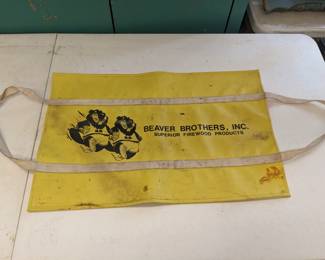 BEAVER BROTHERS, INC.
SUPERIOR FIREWOOD PRODUCTS